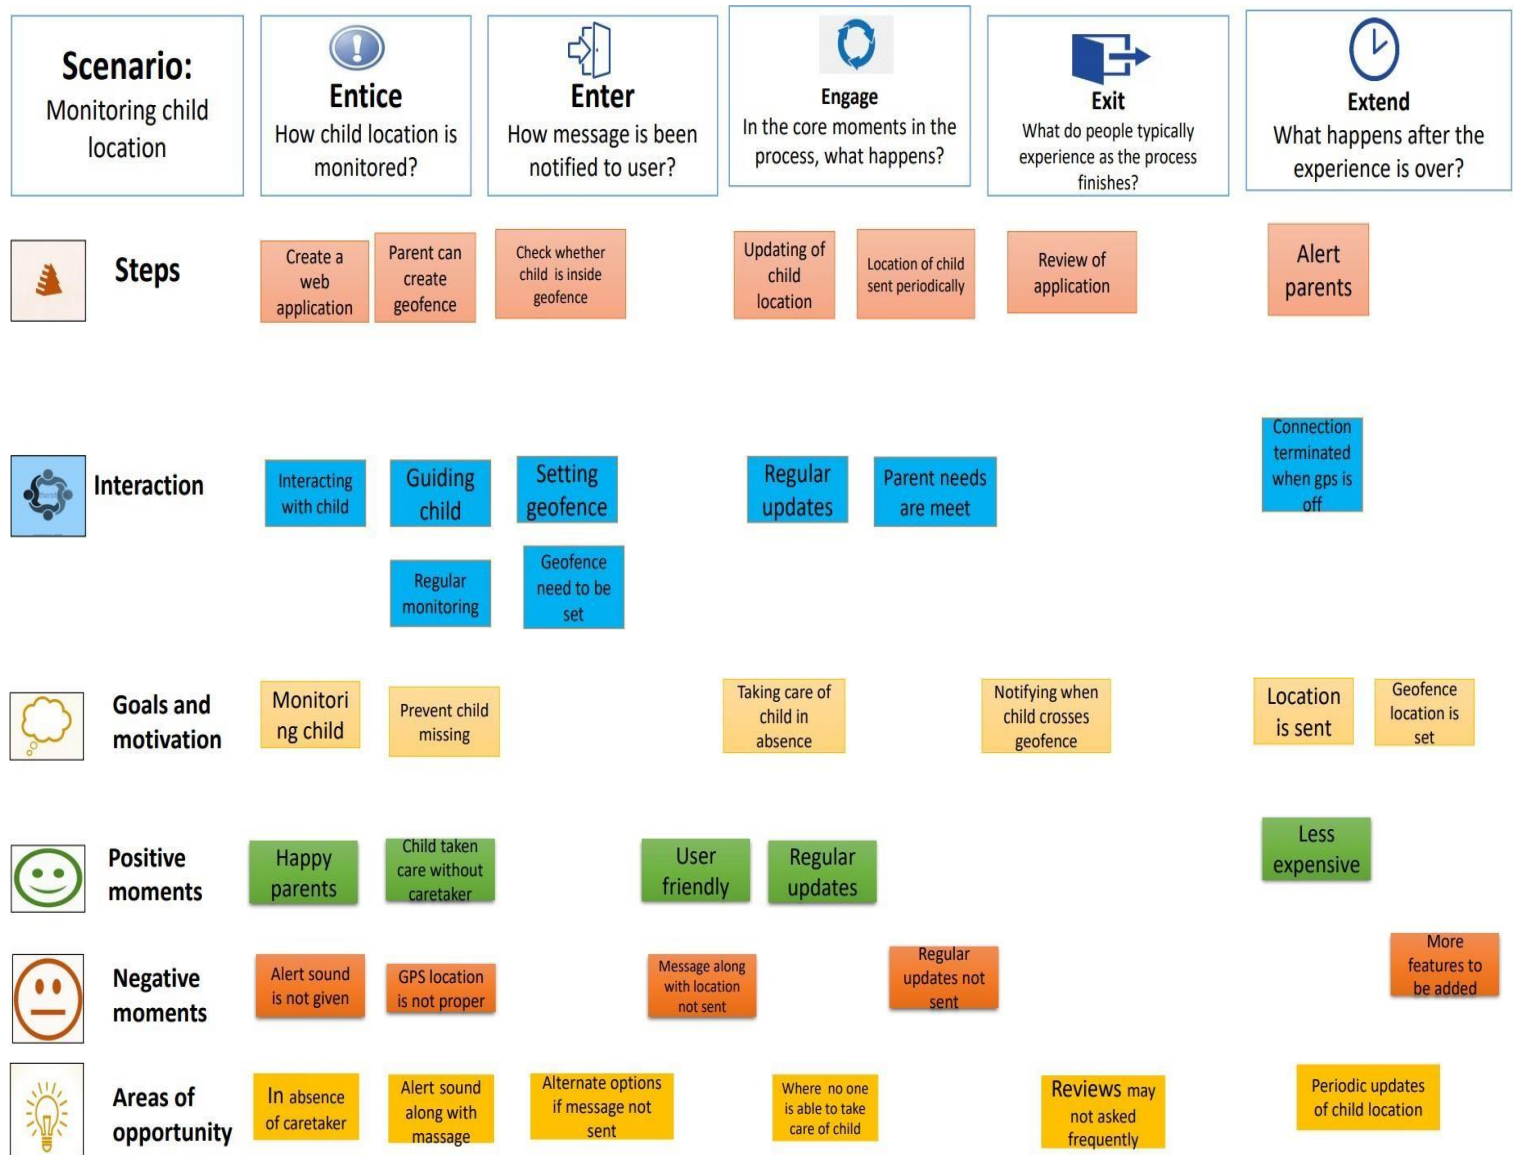 Scenario:
Monitoring child
location
Entice
How child location is
monitored?
Enter
How message is been
notified to user?
Engage
In the core moments in the
process, what happens?
Exit
What do people typically
experience as the process
finishes?
Extend
What happens after the
experience is over?
Steps
Create a
web
application
Parent can
create
geofence
Check whether
child is inside
geofence
Updating of
child
location
Location of child
sent periodically
Review of
application
Alert
parents
Interaction
Interacting
with child
Guiding
child
Setting
geofence
Regular
updates
Parent needs
are meet
Connection
terminated
when gps is
off
Regular
monitoring
Geofence
need to be
set
Goals and
motivation
Monitori
ng child
Prevent child
missing
Taking care of
child in
absence
Notifying when
child crosses
geofence
Location
is sent
Geofence
location is
set
Positive
moments
Happy
parents
Child taken
care without
caretaker
User
friendly
Regular
updates
Less
expensive
Negative
moments
Alert sound
is not given
GPS location
is not proper
Message along
with location
not sent
Regular
updates not
sent
More
features to
be added
Areas of
opportunity
In absence
of caretaker
Alert sound
along with
massage
Alternate options
if message not
sent
Where no one
is able to take
care of child
Reviews may
not asked
frequently
Periodic updates
of child location